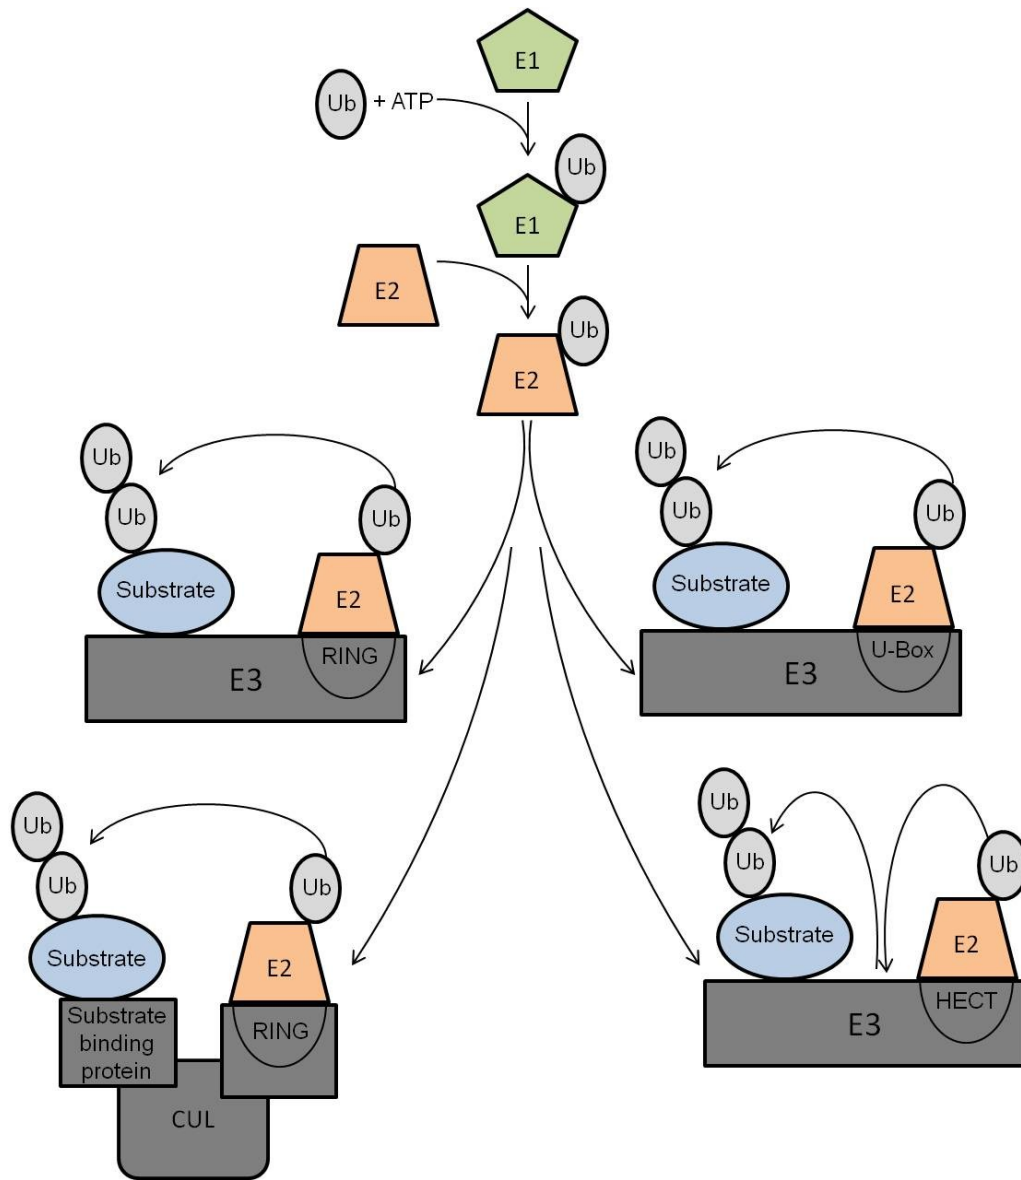 E1
Ub + ATP
Ub
E1
E2
Ub
E2
Ub
Ub
Ub
Substrate
E2
RING
E3
Ub
Ub
Ub
Substrate
E2
U-Box
E3
Ub
Ub
Ub
Substrate
E2
Substrate
binding
protein
RING
CUL
Ub
Ub
Ub
Substrate
E2
HECT
E3